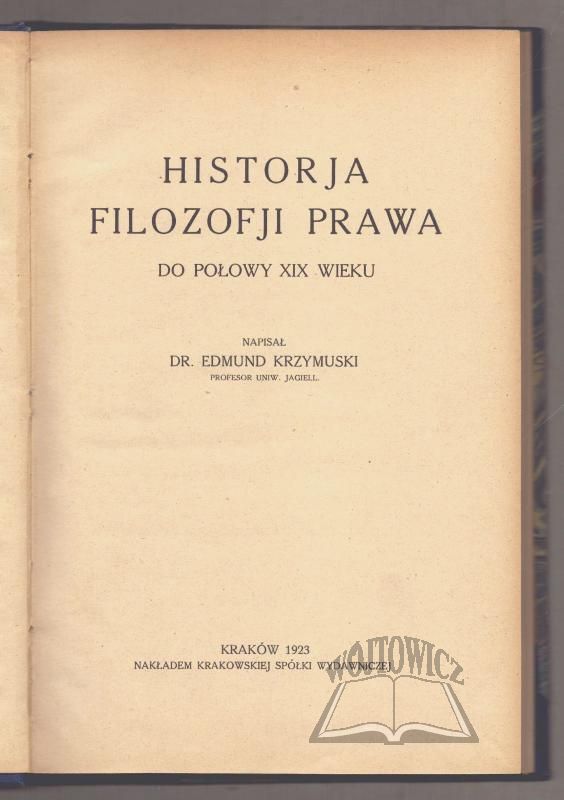 HISTORJA
FILOZOFJI PRAWA
DO POŁOWY XIX WIEKU
NAPISAŁ
DR. EDMUND KRZYMUSKI
PROFESOR UNIW. JAGIELL.
KRAKÓW 1923
NAKŁADEM KRAKOWSKIEJ SPÓŁKI WYDAWNICZEJ
WÓJTOWICZ